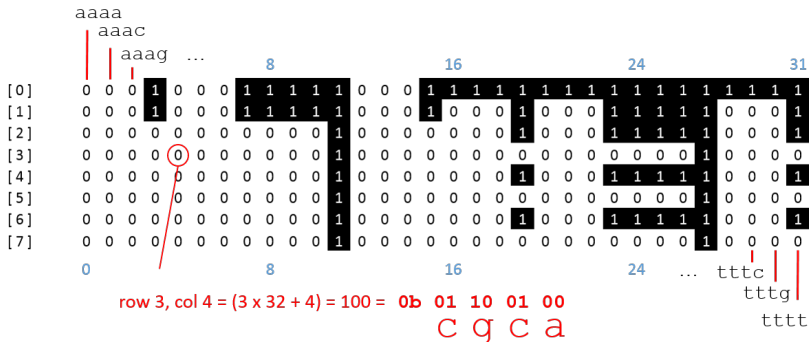 aaaa
aaac
aaag ...
8 16 24 31
[0] 0 0 0 1 0 0 0 1 1 1 1 1 0 0 0 1 1 1 1 1 1 1 1 1 1 1 1 1 1 1 1 1
[1] 0 0 0 1 0 0 0 1 1 1 1 1 0 0 0 1 0 0 0 1 0 0 0 1 1 1 1 1 0 0 0 1
[2] 0 0 0 0 0 0 0 0 0 0 0 1 0 0 0 0 0 0 0 1 0 0 0 1 1 1 1 1 0 0 0 1
[3] 0 0 0 0 0 0 0 0 0 0 0 1 0 0 0 0 0 0 0 0 0 0 0 0 0 0 0 1 0 0 0 0
[4] 0 0 0 0 0 0 0 0 0 0 0 1 0 0 0 0 0 0 0 1 0 0 0 1 1 1 1 1 0 0 0 1
[5] 0 0 0 0 0 0 0 0 0 0 0 1 0 0 0 0 0 0 0 0 0 0 0 0 0 0 0 1 0 0 0 0
[6] 0 0 0 0 0 0 0 0 0 0 0 1 0 0 0 0 0 0 0 1 0 0 0 1 1 1 1 1 0 0 0 1
[7] 0 0 0 0 0 0 0 0 0 0 0 1 0 0 0 0 0 0 0 0 0 0 0 0 0 0 0 1 0 0 0 0
0 8 16 24 ... tttc
tttg
tttt
row 3, col 4 = (3 x 32 + 4) = 100 = 0b 01 10 01 00
c g c a